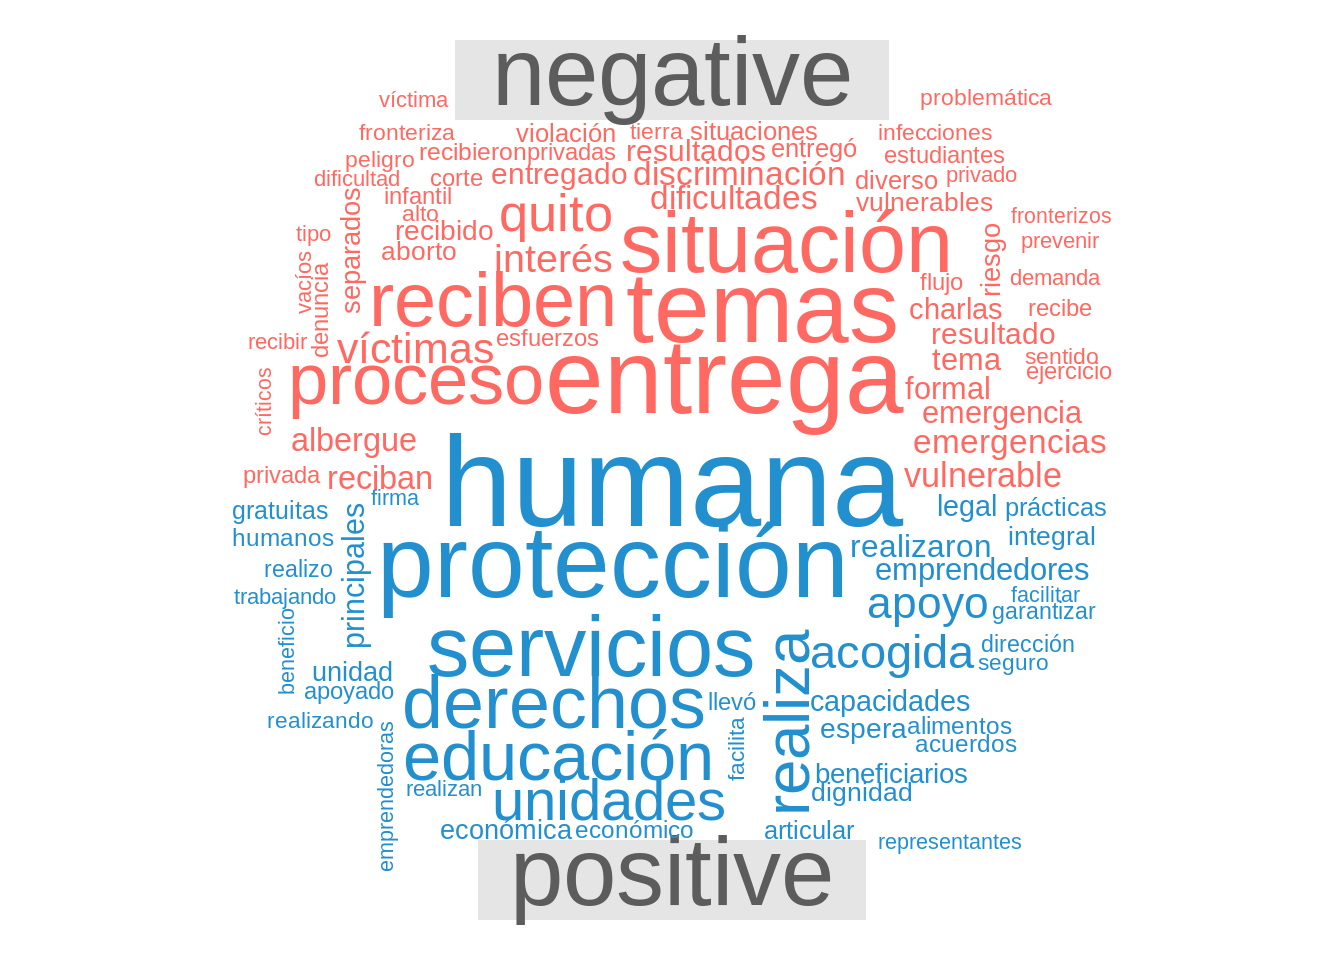 negative
víctima
problemática
fronteriza
violación
tierra
situaciones
infecciones
peligro
recibieron
privadas
resultados
entregó
estudiantes
dificultad
corte
entregado
discriminación
diverso
privado
infantil
alto
quito
dificultades
vulnerables
fronterizos
tipo
separados
recibido
aborto
interés
situación
riesgo
prevenir
vacíos
denuncia
reciben
temas
flujo
demanda
charlas
recibe
recibir
víctimas
esfuerzos
resultado
tema
sentido
ejercicio
críticos
proceso
entrega
formal
emergencia
albergue
emergencias
privada
reciban
vulnerable
humana
firma
gratuitas
legal
prácticas
humanos
principales
protección
realizaron
integral
realizo
emprendedores
trabajando
apoyo
facilitar
garantizar
beneficio
servicios
realiza
acogida
dirección
seguro
unidad
apoyado
derechos
llevó
capacidades
realizando
espera
alimentos
acuerdos
emprendedoras
educación
facilita
beneficiarios
realizan
unidades
dignidad
económica
económico
articular
representantes
positive